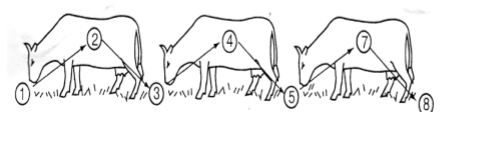 ① ② ③ ④ ⑤ ⑦ ⑧